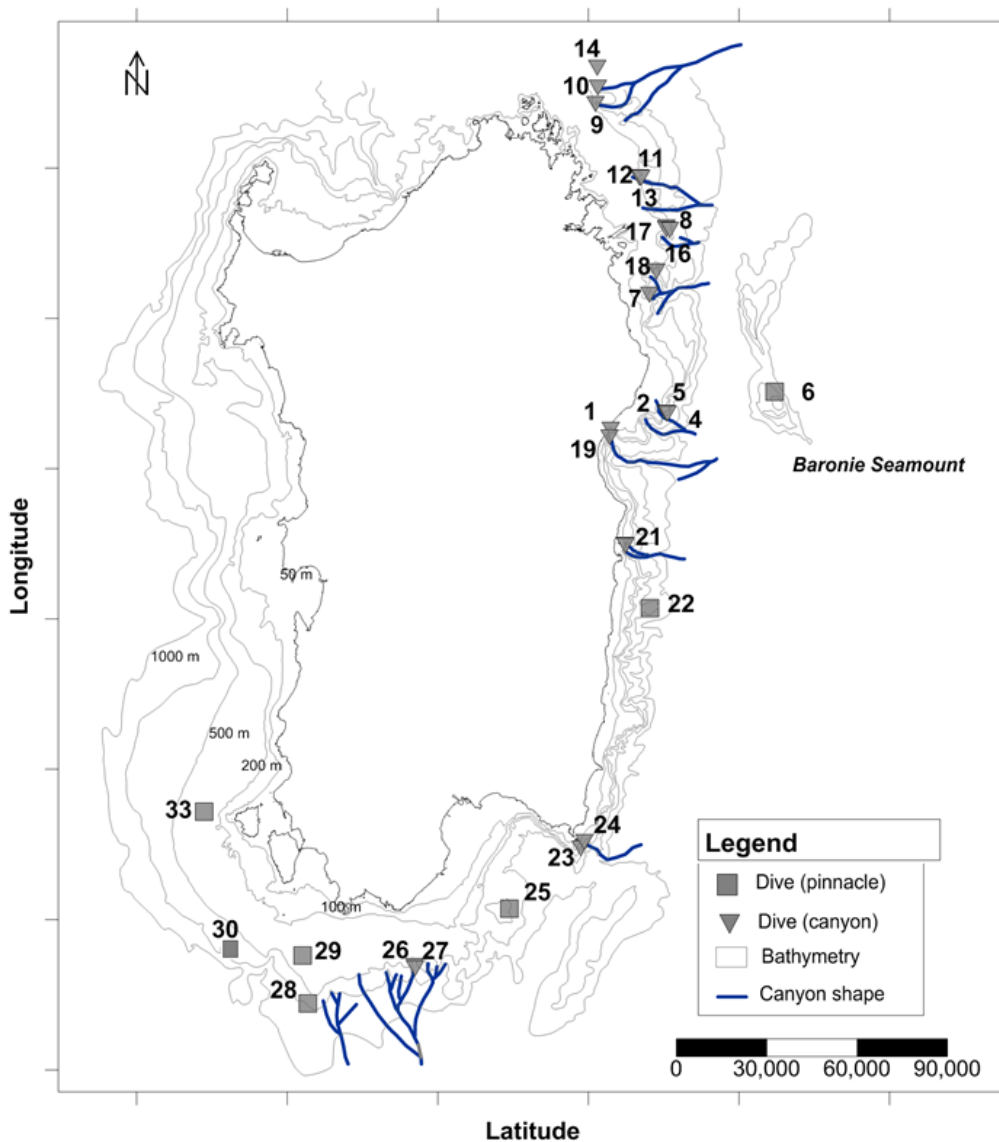 14
N
10
9
11
12
13
8
17
16
18
7
6
5
2
4
1
19
Baronie Seamount
Longitude
21
50 m
22
1000 m
500 m
200 m
33
24
23
Legend
Dive (pinnacle)
25
100 m
Dive (canyon)
30
29
26 27
Bathymetry
28
Canyon shape
0 30,000 60,000 90,000
Latitude